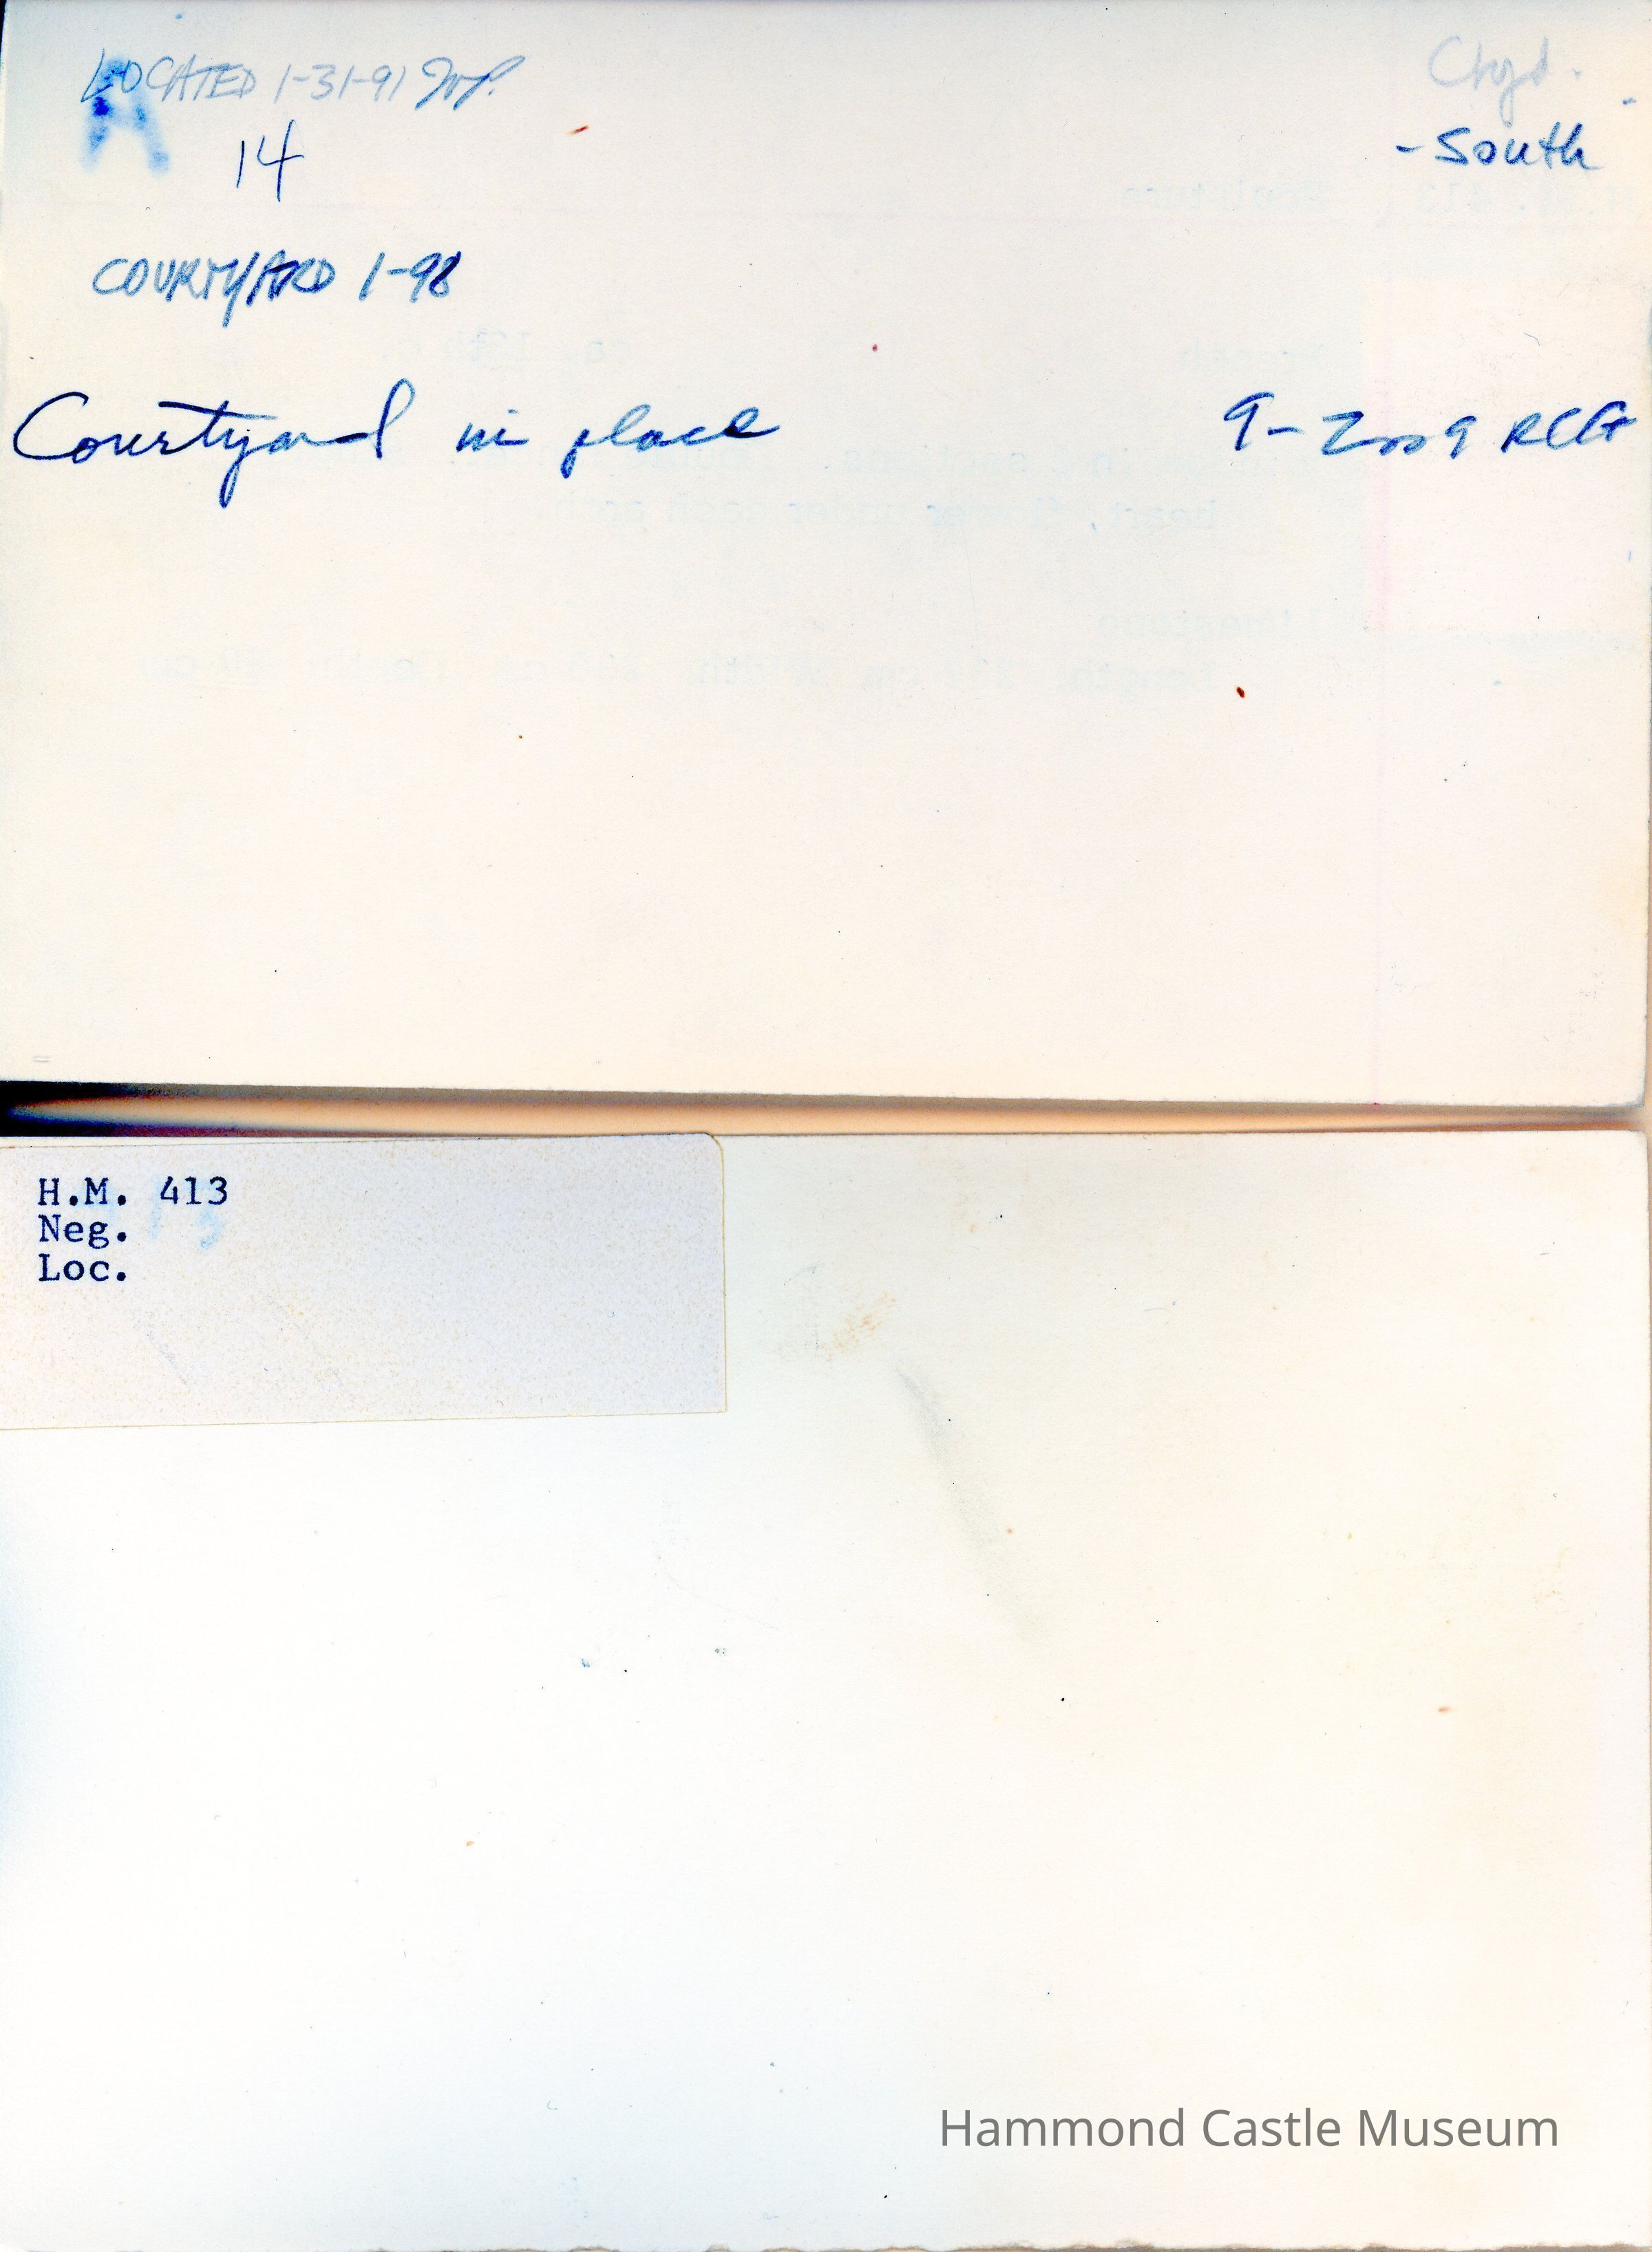 LOCATED 1-31-91
Ctyd.
A
14
-South
COURTYARD 1-98
Courtyard in place 9-2009 RCG
H.M. 413
Neg.
Loc.
Hammond Castle Museum